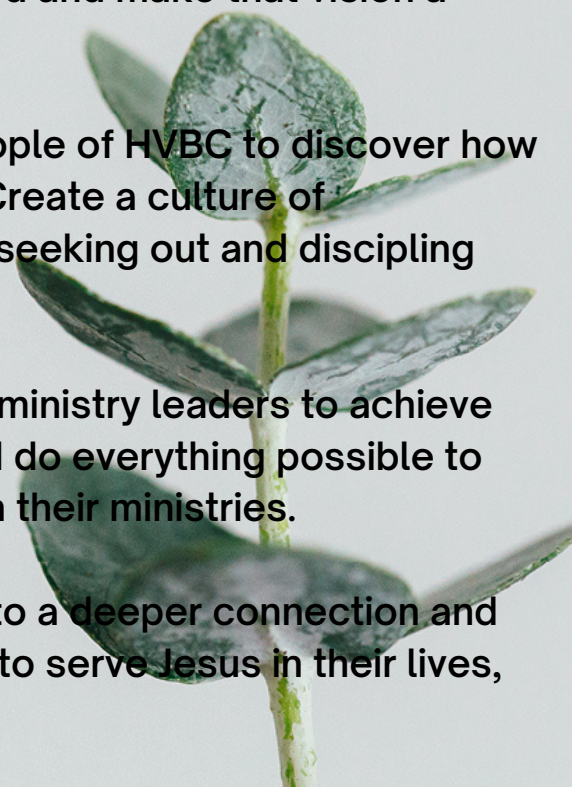 and make that vision a
of HVBC to discover how
Create a culture of
seeking out and discipling
ministry leaders to achieve
do everything possible to
their ministries.
to a deeper connection and
to serve Jesus in their lives,